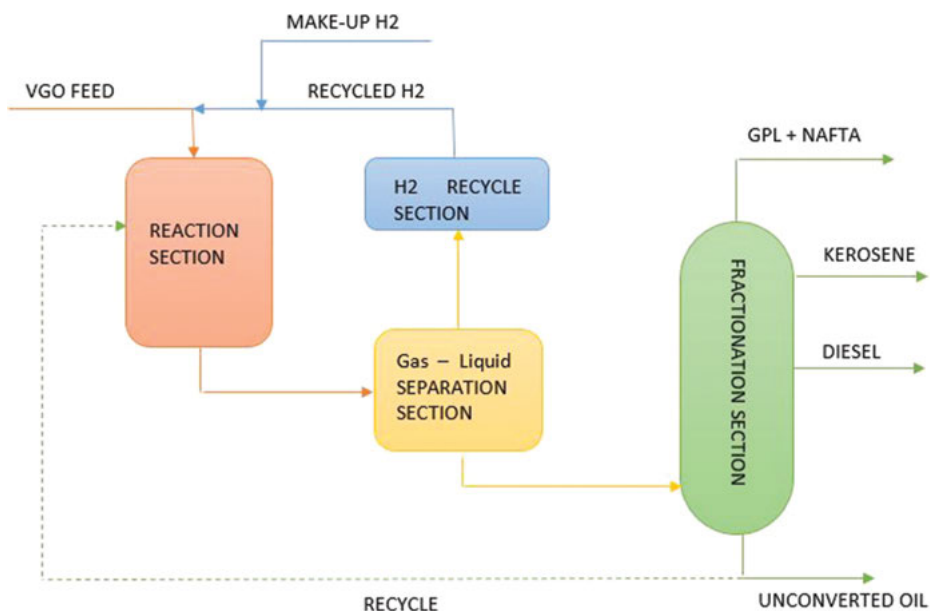 MAKE-UP H2
VGO FEED
RECYCLED H2
GPL + NAFTA
H2 RECYCLE
SECTION
REACTION
SECTION
KEROSENE
FRACTIONATION SECTION
Gas – Liquid
SEPARATION
SECTION
DIESEL
RECYCLE
UNCONVERTED OIL